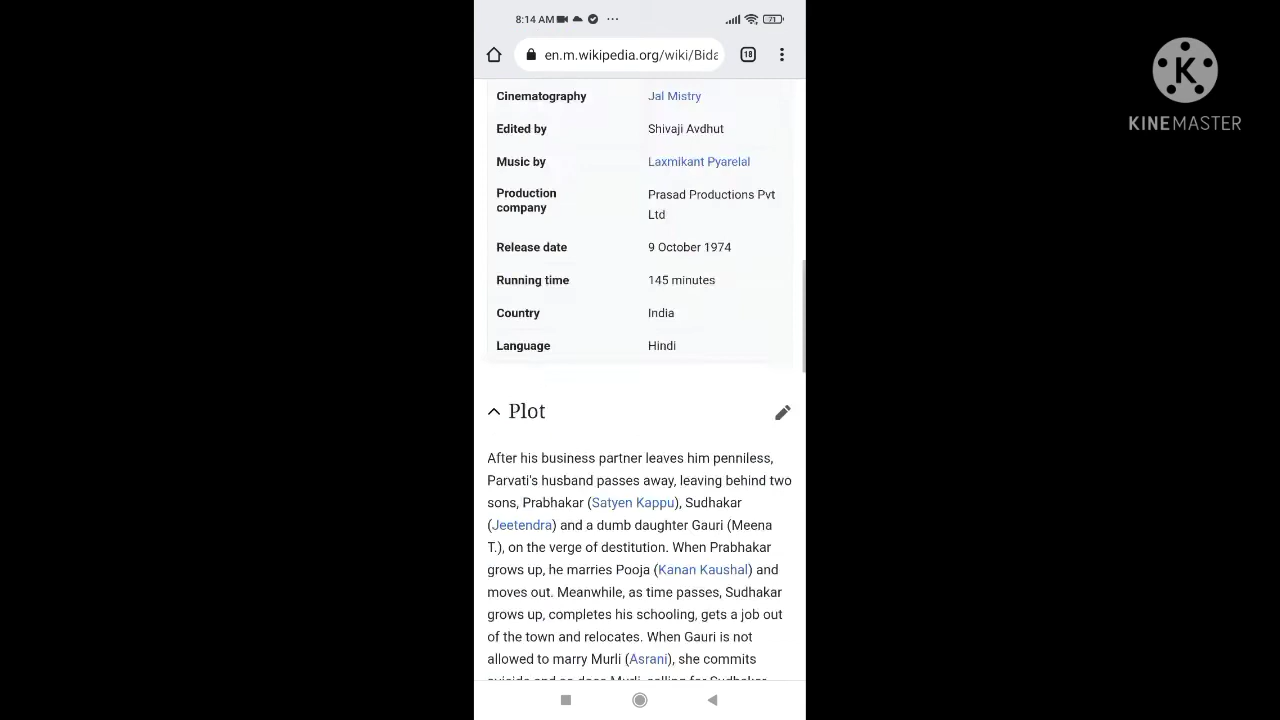 8:14 AM
71
en.m.wikipedia.org/wiki/Bida
18
K
KINEMASTER
Cinematography Jal Mistry
Edited by Shivaji Avdhut
Music by Laxmikant Pyarelal
Production company Prasad Productions Pvt Ltd
Release date 9 October 1974
Running time 145 minutes
Country India
Language Hindi
Plot
After his business partner leaves him penniless,
Parvati's husband passes away, leaving behind two
sons, Prabhakar (Satyen Kappu), Sudhakar
(Jeetendra) and a dumb daughter Gauri (Meena
T.), on the verge of destitution. When Prabhakar
grows up, he marries Pooja (Kanan Kaushal) and
moves out. Meanwhile, as time passes, Sudhakar
grows up, completes his schooling, gets a job out
of the town and relocates. When Gauri is not
allowed to marry Murli (Asrani), she commits